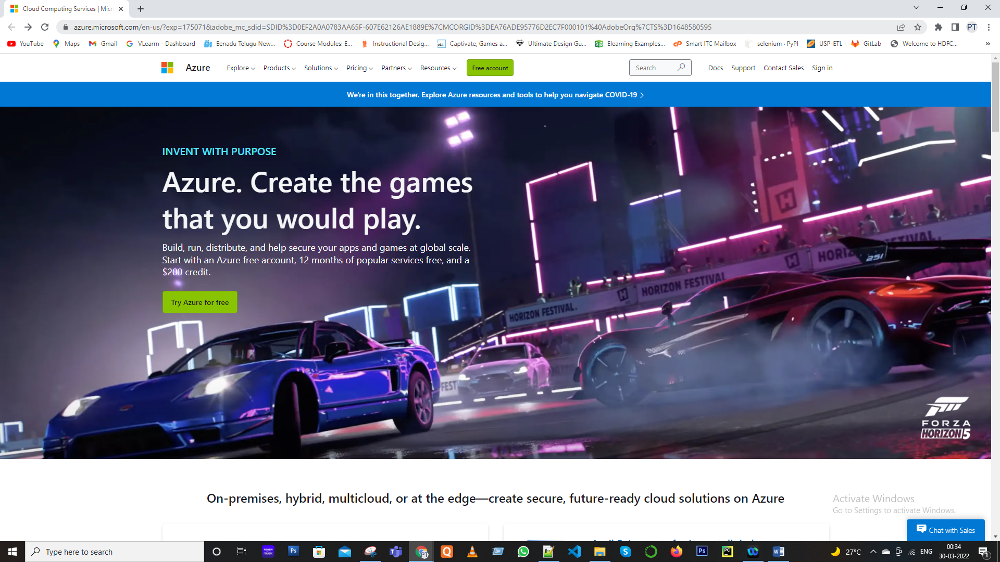 Cloud Computing Services | Micr
azure.microsoft.com/en-us/?exp=175071&adobe_mc_sdid=SDID%3D0EF2A0A0783AA65F-607E62126AE1889E%7CMCORGID%3DEA76ADE95776D2EC7F000101%40AdobeOrg%7CTS%3D1648580595
PT
YouTube Maps Gmail VLearn - Dashboard Eenadu Telugu New... Course Modules: E... Instructional Desig... Captivate, Games a... Ultimate Design Gu... Elearning Examples... Smart ITC Mailbox selenium · PyPI USP-ETL GitLab Welcome to HDFC... »
Azure Explore Products Solutions Pricing Partners Resources Free account Search Docs Support Contact Sales Sign in
We're in this together. Explore Azure resources and tools to help you navigate COVID-19
INVENT WITH PURPOSE
Azure. Create the games
that you would play.
Build, run, distribute, and help secure your apps and games at global scale.
Start with an Azure free account, 12 months of popular services free, and a
$200 credit.
Try Azure for free
251
HORIZON FESTIVAL
HORIZON FESTIVAL.
FEST
FORZA
HORIZON 5
On-premises, hybrid, multicloud, or at the edge—create secure, future-ready cloud solutions on Azure
Activate Windows
Go to Settings to activate Windows.
Chat with Sales
Type here to search
27°C
ENG
00:34
30-03-2022
1